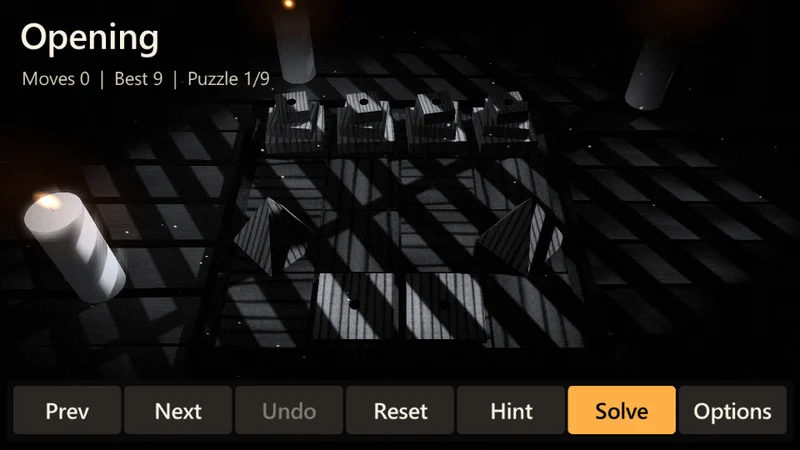 Opening
Moves 0 | Best 9 | Puzzle 1/9
Prev Next Undo Reset Hint Solve Options